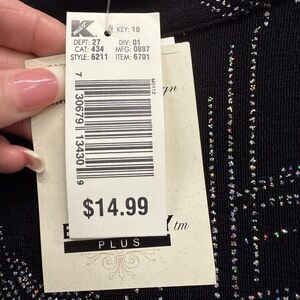 K KEY: 10
DEPT: 27 DIV: 01
CAT: 434 MFG: 0897
STYLE: 6211 ITEM: 6701
7 30679 13430 9
$14.99
tm
PLUS